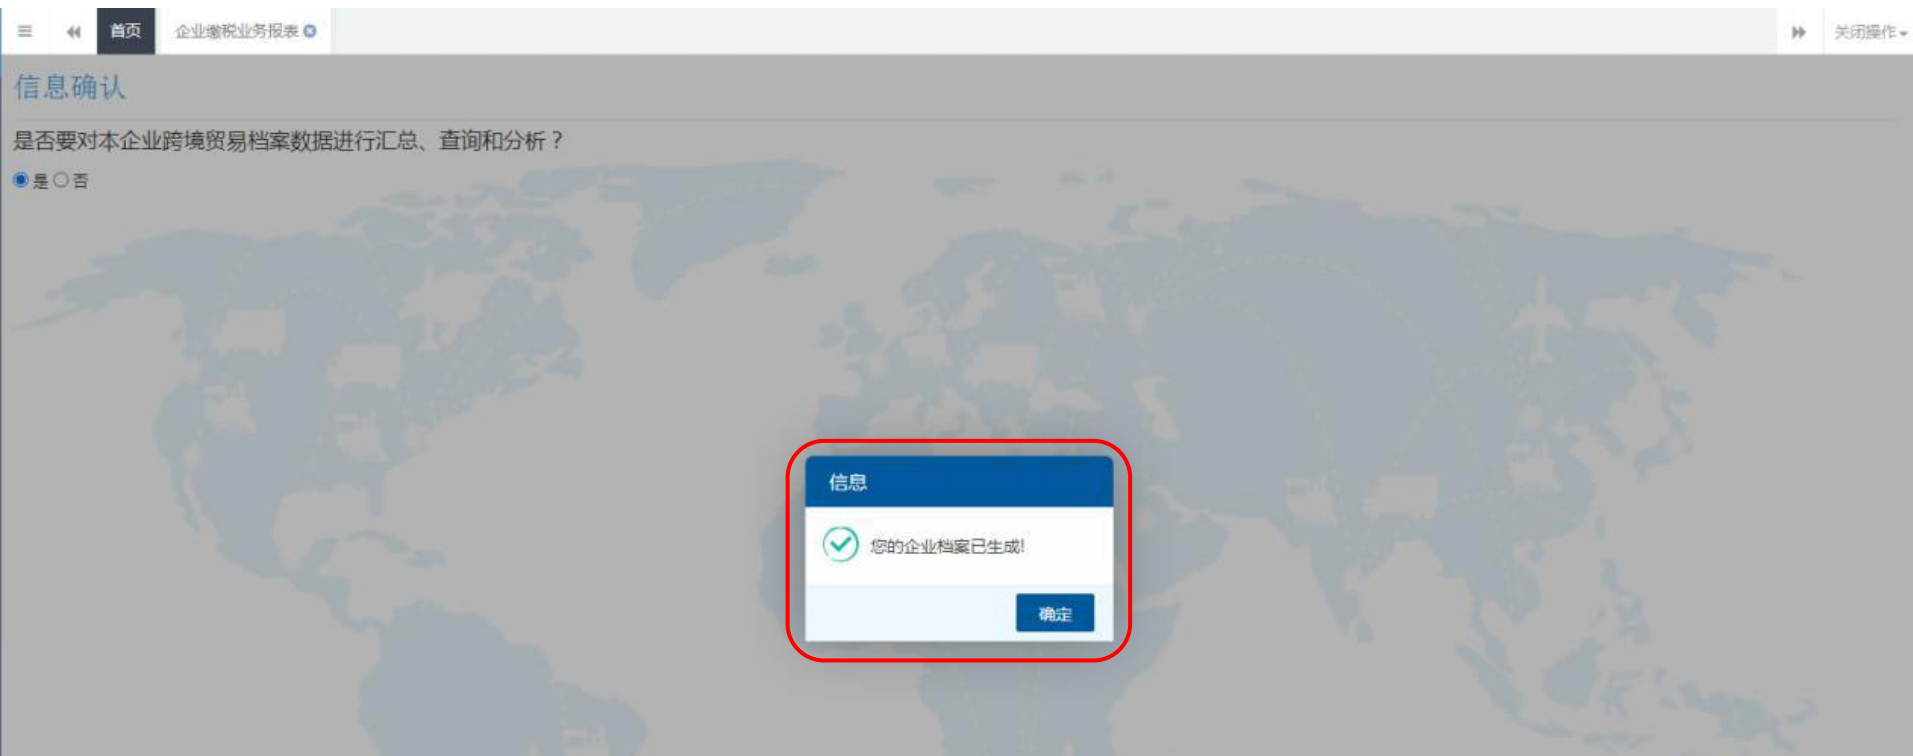 首页 企业缴税业务报表 关闭操作
信息确认
是否要对本企业跨境贸易档案数据进行汇总、查询和分析？
是 否
信息
您的企业档案已生成!
确定